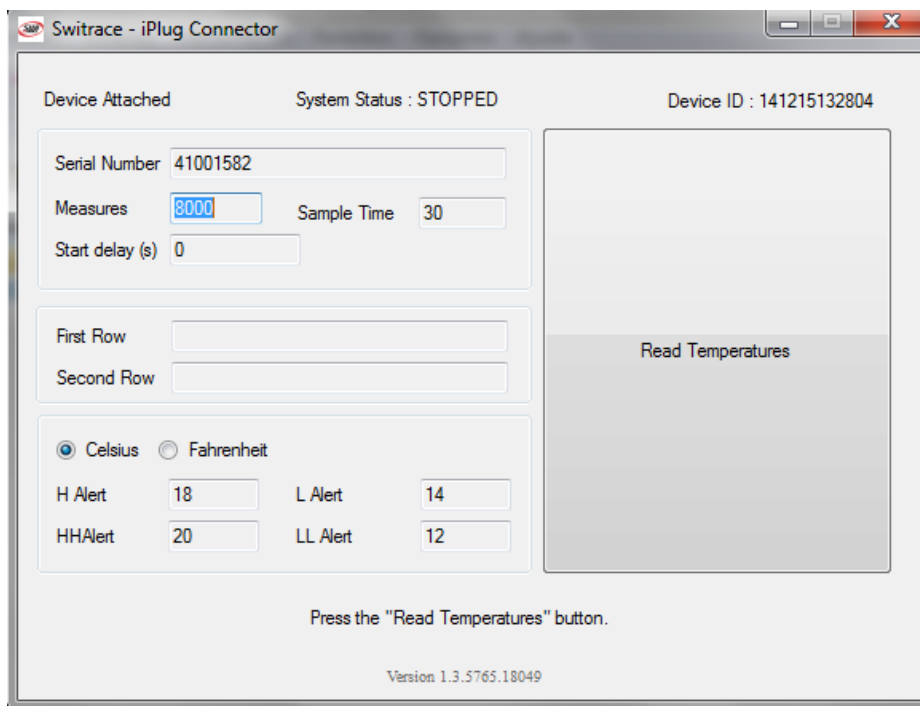 Switrace - iPlug Connector
Device Attached System Status : STOPPED Device ID : 141215132804
Serial Number 41001582
Measures 8000 Sample Time 30
Start delay (s) 0
First Row
Second Row
Read Temperatures
Celsius Fahrenheit
H Alert 18 L Alert 14
HHAlert 20 LL Alert 12
Press the "Read Temperatures" button.
Version 1.3.5765.18049